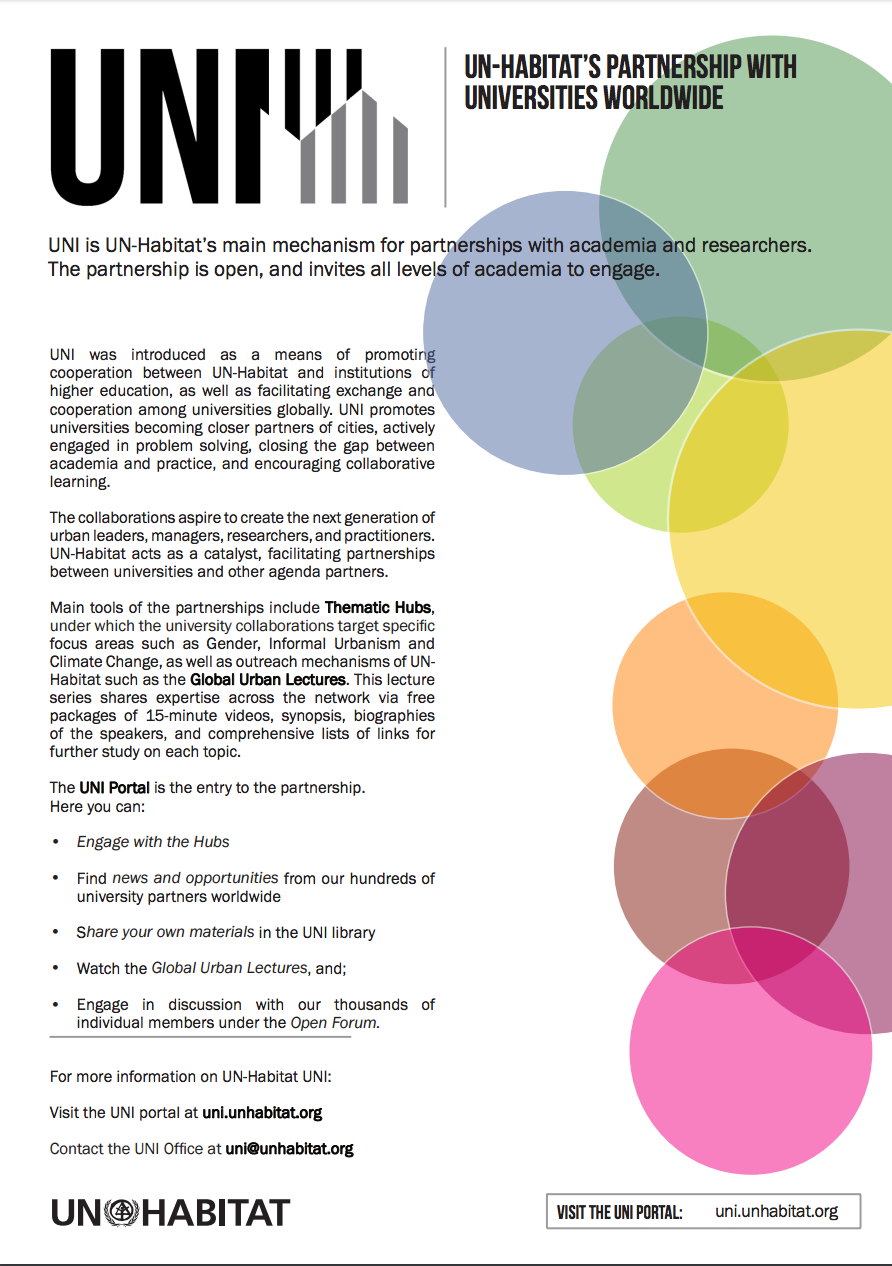 UNI
UN-HABITAT'S PARTNERSHIP WITH
UNIVERSITIES WORLDWIDE
UNI is UN-Habitat's main mechanism for partnerships with academia and researchers.
The partnership is open, and invites all levels of academia to engage.
UNI was introduced as a means of promoting
cooperation between UN-Habitat and institutions of
higher education, as well as facilitating exchange and
cooperation among universities globally. UNI promotes
universities becoming closer partners of cities, actively
engaged in problem solving, closing the gap between
academia and practice, and encouraging collaborative
learning.
The collaborations aspire to create the next generation of
urban leaders, managers, researchers, and practitioners.
UN-Habitat acts as a catalyst, facilitating partnerships
between universities and other agenda partners.
Main tools of the partnerships include Thematic Hubs,
under which the university collaborations target specific
focus areas such as Gender, Informal Urbanism and
Climate Change, as well as outreach mechanisms of UN-
Habitat such as the Global Urban Lectures. This lecture
series shares expertise across the network via free
packages of 15-minute videos, synopsis, biographies
of the speakers, and comprehensive lists of links for
further study on each topic.
The UNI Portal is the entry to the partnership.
Here you can:
• Engage with the Hubs
• Find news and opportunities from our hundreds of
university partners worldwide
• Share your own materials in the UNI library
• Watch the Global Urban Lectures, and;
• Engage in discussion with our thousands of
individual members under the Open Forum.
For more information on UN-Habitat UNI:
Visit the UNI portal at uni.unhabitat.org
Contact the UNI Office at uni@unhabitat.org
UN HABITAT
VISIT THE UNI PORTAL: uni.unhabitat.org